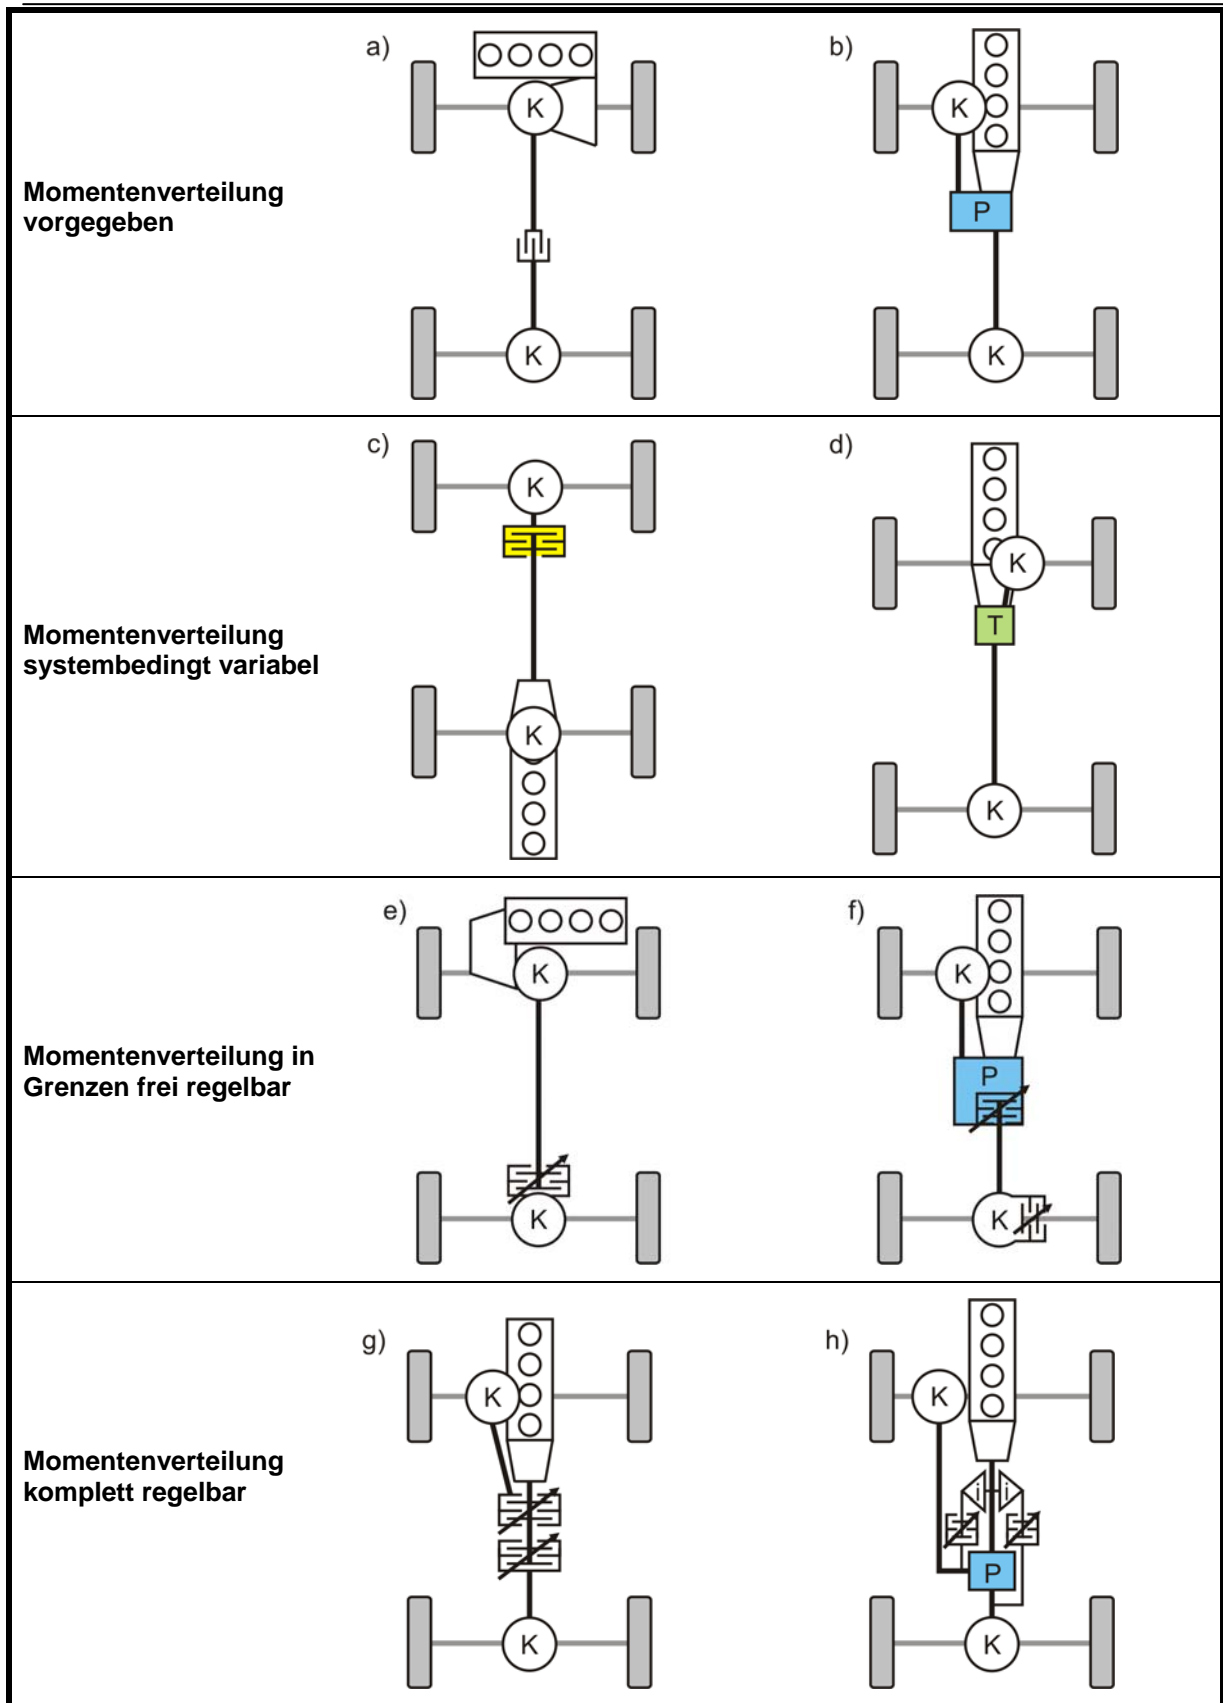 a)
b)
K
K
Momentenverteilung
vorgegeben
P
K
K
c)
d)
K
K
Momentenverteilung
systembedingt variabel
T
K
K
e)
f)
K
K
Momentenverteilung in
Grenzen frei regelbar
P
K
K
g)
h)
K
K
Momentenverteilung
komplett regelbar
i
i
P
K
K